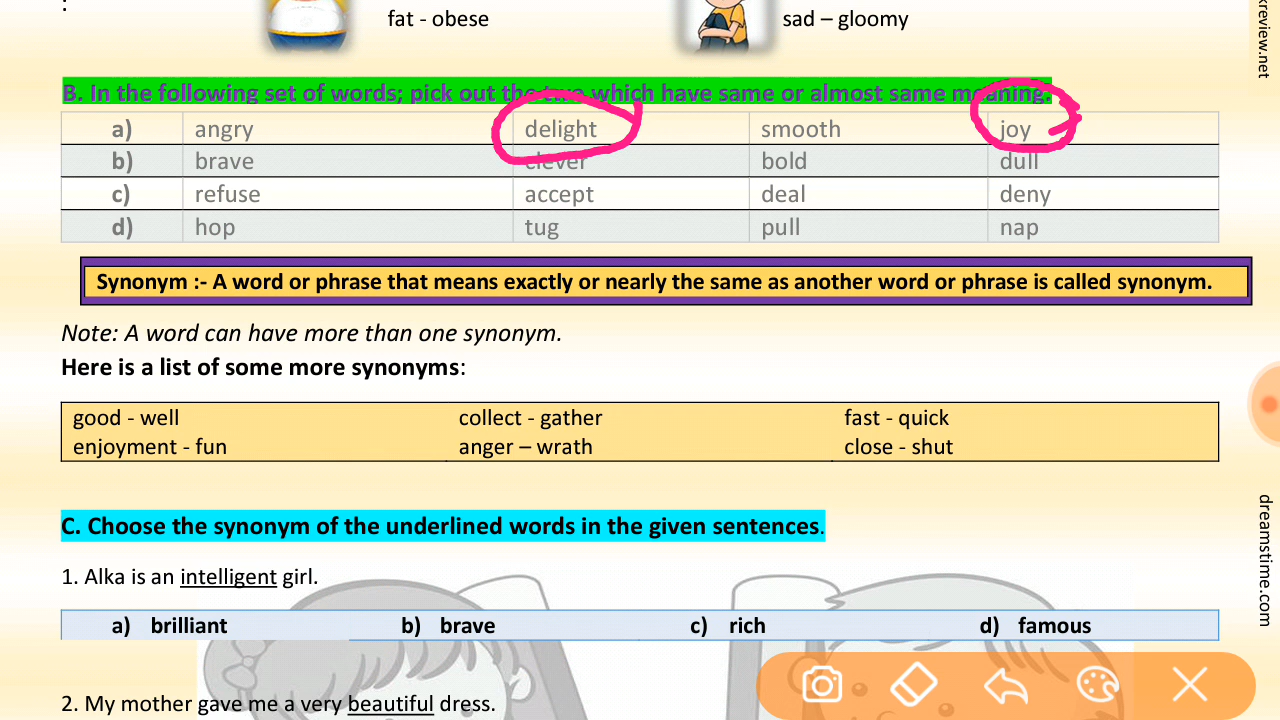 :
fat - obese sad – gloomy
B. In the following set of words; pick out the two which have same or almost same meaning.
a) angry delight smooth joy
b) brave clever bold dull
c) refuse accept deal deny
d) hop tug pull nap
Synonym :- A word or phrase that means exactly or nearly the same as another word or phrase is called synonym.
Note: A word can have more than one synonym.
Here is a list of some more synonyms:
good - well collect - gather fast - quick
enjoyment - fun anger – wrath close - shut
C. Choose the synonym of the underlined words in the given sentences.
1. Alka is an intelligent girl.
a) brilliant b) brave c) rich d) famous
2. My mother gave me a very beautiful dress.
dreamstime.com